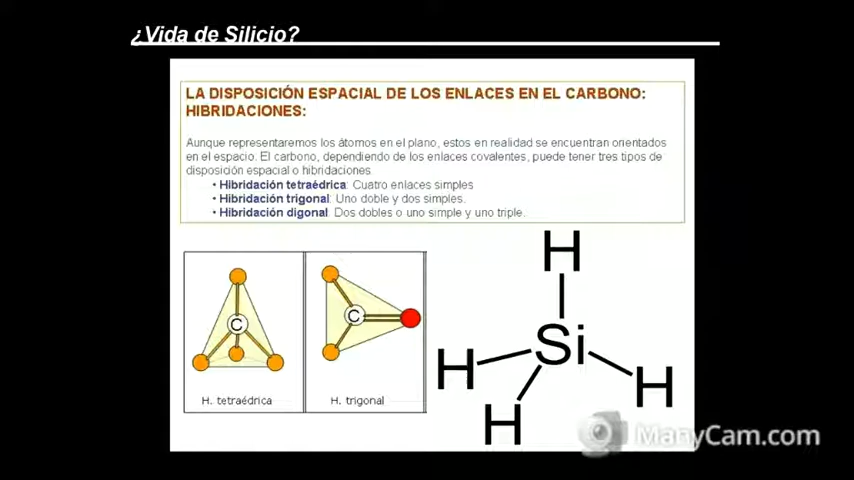 ¿Vida de Silicio?
LA DISPOSICIÓN ESPACIAL DE LOS ENLACES EN EL CARBONO:
HIBRIDACIONES:
Aunque representaremos los átomos en el plano, estos en realidad se encuentran orientados
en el espacio. El carbono, dependiendo de los enlaces covalentes, puede tener tres tipos de
disposición espacial o hibridaciones
• Hibridación tetraédrica: Cuatro enlaces simples
• Hibridación trigonal: Uno doble y dos simples.
• Hibridación digonal: Dos dobles o uno simple y uno triple.
H
C
C
Si
H
H
H
H. tetraédrica
H. trigonal
ManyCam.com